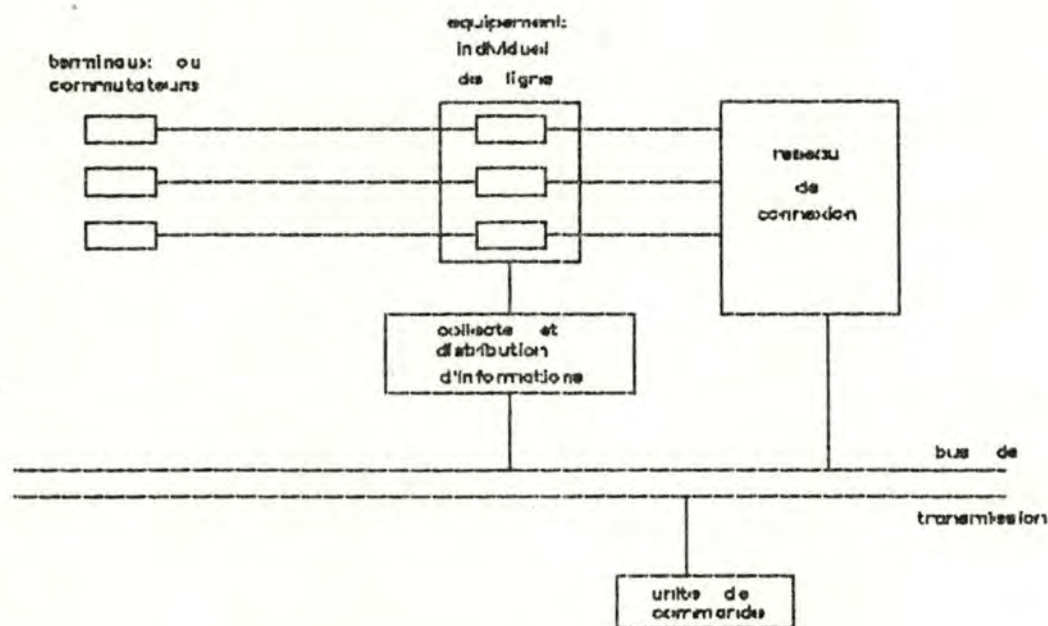 equipement
individuel
de ligne
terminaux ou
commutateurs
reseau
de
connexion
collecte et
distribution
d'informations
bus de
transmission
unite de
commande